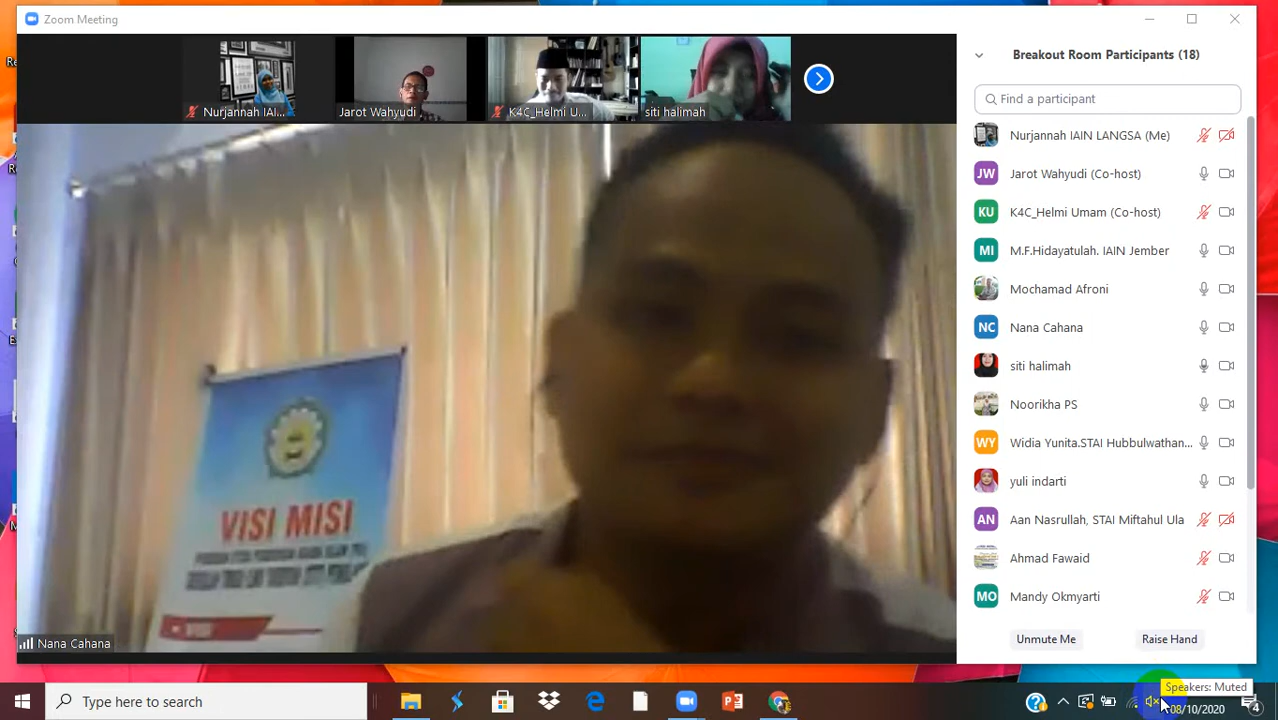 Zoom Meeting
Nurjannah IAI...
Jarot Wahyudi
K4C_Helmi U...
siti halimah
Breakout Room Participants (18)
Find a participant
Nurjannah IAIN LANGSA (Me)
JW Jarot Wahyudi (Co-host)
KU K4C_Helmi Umam (Co-host)
MI M.F.Hidayatulah. IAIN Jember
Mochamad Afroni
NC Nana Cahana
siti halimah
Noorikha PS
WY Widia Yunita.STAI Hubbulwathan...
yuli indarti
AN Aan Nasrullah, STAI Miftahul Ula
Ahmad Fawaid
MO Mandy Okmyarti
VISI MISI
Nana Cahana
Unmute Me
Raise Hand
Type here to search
Speakers: Muted
08/10/2020
4